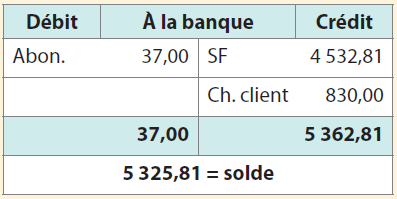 Débit À la banque Crédit
Abon. 37,00 SF 4 532,81
Ch. client 830,00
37,00 5 362,81
5 325,81 = solde